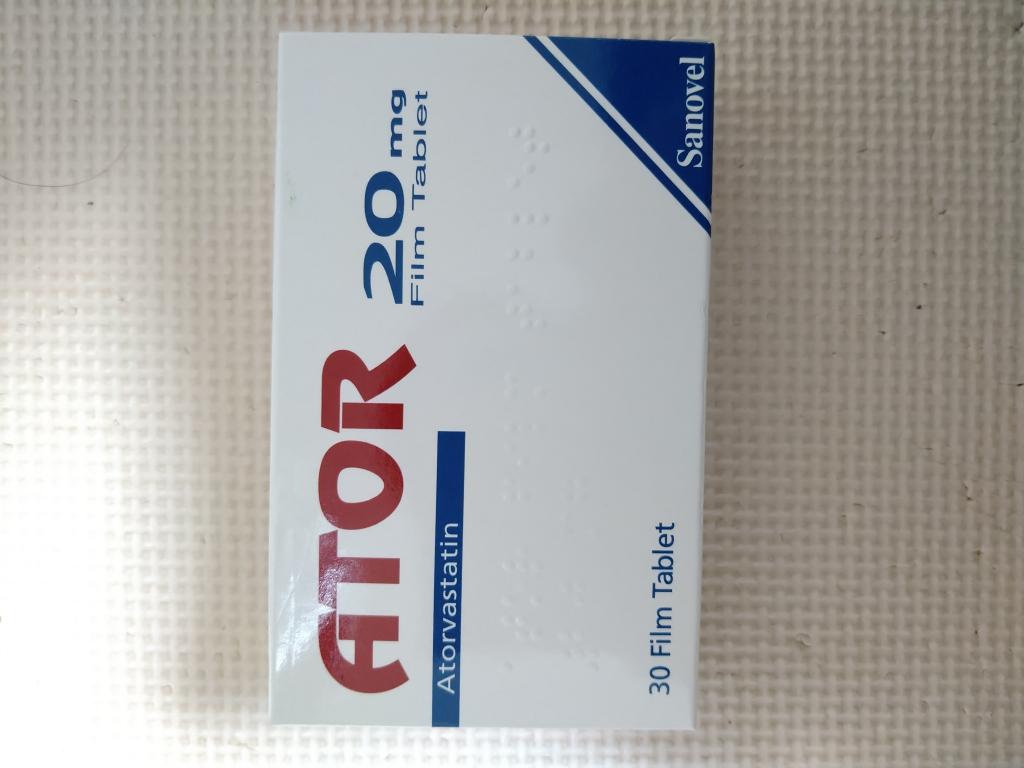 ATOR 20 mg
Film Tablet
Atorvastatin
30 Film Tablet
Sanovel